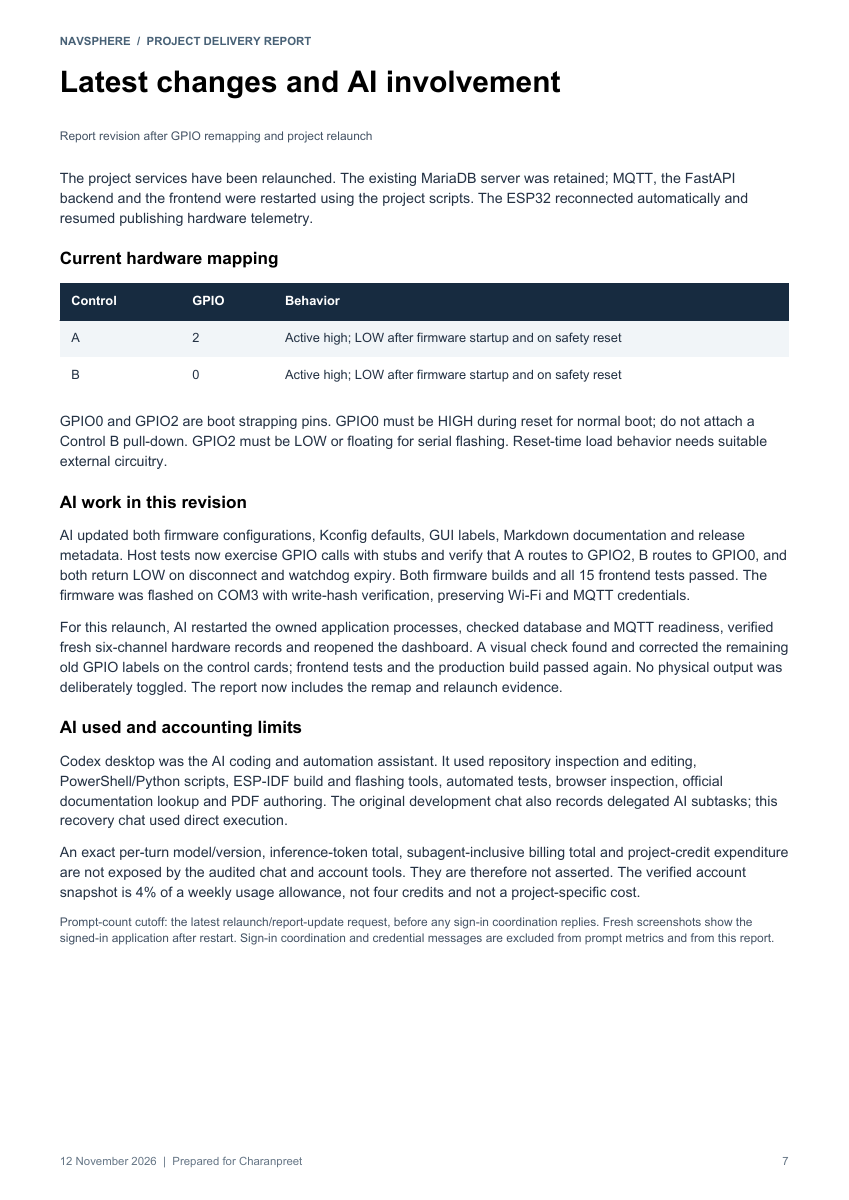 NAVSPHERE / PROJECT DELIVERY REPORT
Latest changes and AI involvement
Report revision after GPIO remapping and project relaunch
The project services have been relaunched. The existing MariaDB server was retained; MQTT, the FastAPI
backend and the frontend were restarted using the project scripts. The ESP32 reconnected automatically and
resumed publishing hardware telemetry.
Current hardware mapping
Control GPIO Behavior
A 2 Active high; LOW after firmware startup and on safety reset
B 0 Active high; LOW after firmware startup and on safety reset
GPIO0 and GPIO2 are boot strapping pins. GPIO0 must be HIGH during reset for normal boot; do not attach a
Control B pull-down. GPIO2 must be LOW or floating for serial flashing. Reset-time load behavior needs suitable
external circuitry.
AI work in this revision
AI updated both firmware configurations, Kconfig defaults, GUI labels, Markdown documentation and release
metadata. Host tests now exercise GPIO calls with stubs and verify that A routes to GPIO2, B routes to GPIO0, and
both return LOW on disconnect and watchdog expiry. Both firmware builds and all 15 frontend tests passed. The
firmware was flashed on COM3 with write-hash verification, preserving Wi-Fi and MQTT credentials.
For this relaunch, AI restarted the owned application processes, checked database and MQTT readiness, verified
fresh six-channel hardware records and reopened the dashboard. A visual check found and corrected the remaining
old GPIO labels on the control cards; frontend tests and the production build passed again. No physical output was
deliberately toggled. The report now includes the remap and relaunch evidence.
AI used and accounting limits
Codex desktop was the AI coding and automation assistant. It used repository inspection and editing,
PowerShell/Python scripts, ESP-IDF build and flashing tools, automated tests, browser inspection, official
documentation lookup and PDF authoring. The original development chat also records delegated AI subtasks; this
recovery chat used direct execution.
An exact per-turn model/version, inference-token total, subagent-inclusive billing total and project-credit expenditure
are not exposed by the audited chat and account tools. They are therefore not asserted. The verified account
snapshot is 4% of a weekly usage allowance, not four credits and not a project-specific cost.
Prompt-count cutoff: the latest relaunch/report-update request, before any sign-in coordination replies. Fresh screenshots show the
signed-in application after restart. Sign-in coordination and credential messages are excluded from prompt metrics and from this report.
12 November 2026 | Prepared for Charanpreet 7